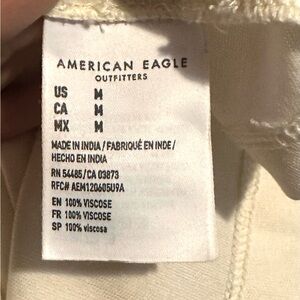 AMERICAN EAGLE
OUTFITTERS
US M
CA M
MX M
MADE IN INDIA / FABRIQUÉ EN INDE/
HECHO EN INDIA
RN 54485/CA 03873
RFC# AEM120605U9A
EN 100% VISCOSE
FR 100% VISCOSE
SP 100% viscosa